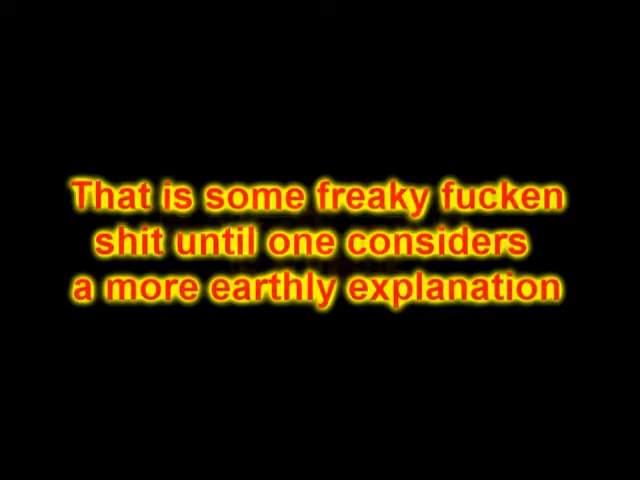 That is some freaky fucken
shit until one considers
a more earthly explanation